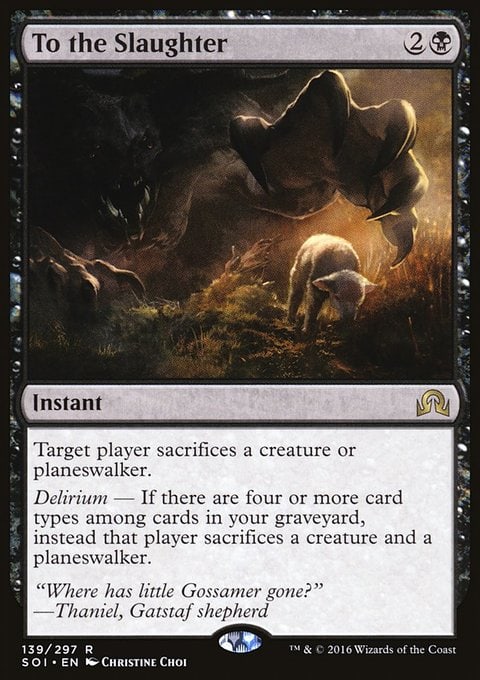 To the Slaughter 2
Instant
Target player sacrifices a creature or
planeswalker.
Delirium — If there are four or more card
types among cards in your graveyard,
instead that player sacrifices a creature and a
planeswalker.
“Where has little Gossamer gone?”
—Thaniel, Gatstaf shepherd
139/297 R
SOI • EN Christine Choi
™ & © 2016 Wizards of the Coast